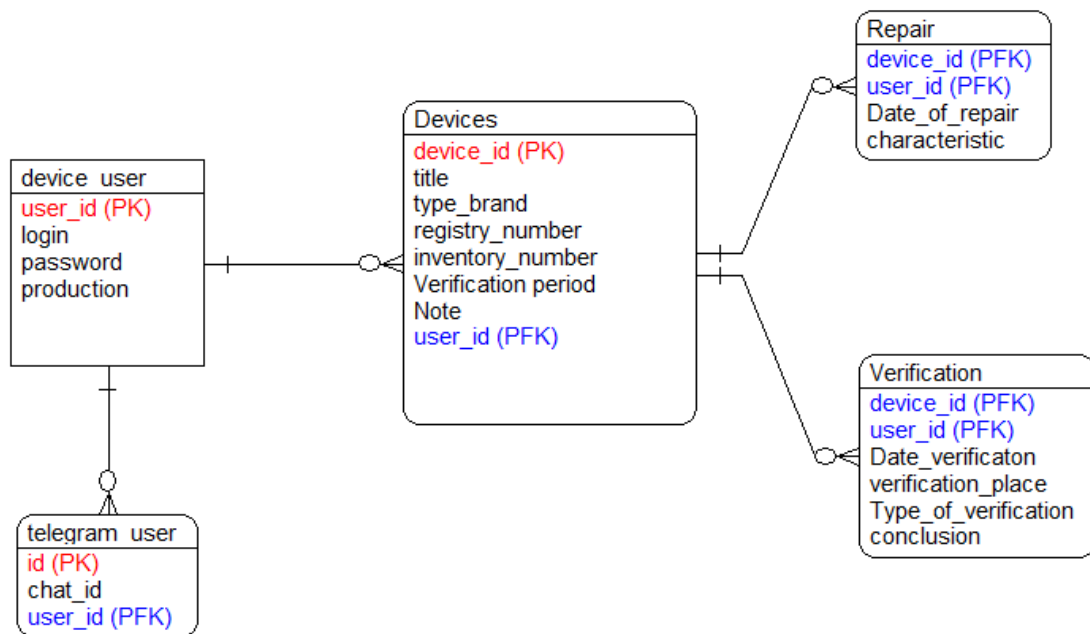 device_user
user_id (PK)
login
password
production
telegram_user
id (PK)
chat_id
user_id (PFK)
Devices
device_id (PK)
title
type_brand
registry_number
inventory_number
Verification period
Note
user_id (PFK)
Repair
device_id (PFK)
user_id (PFK)
Date_of_repair
characteristic
Verification
device_id (PFK)
user_id (PFK)
Date_verificaton
verification_place
Type_of_verification
conclusion